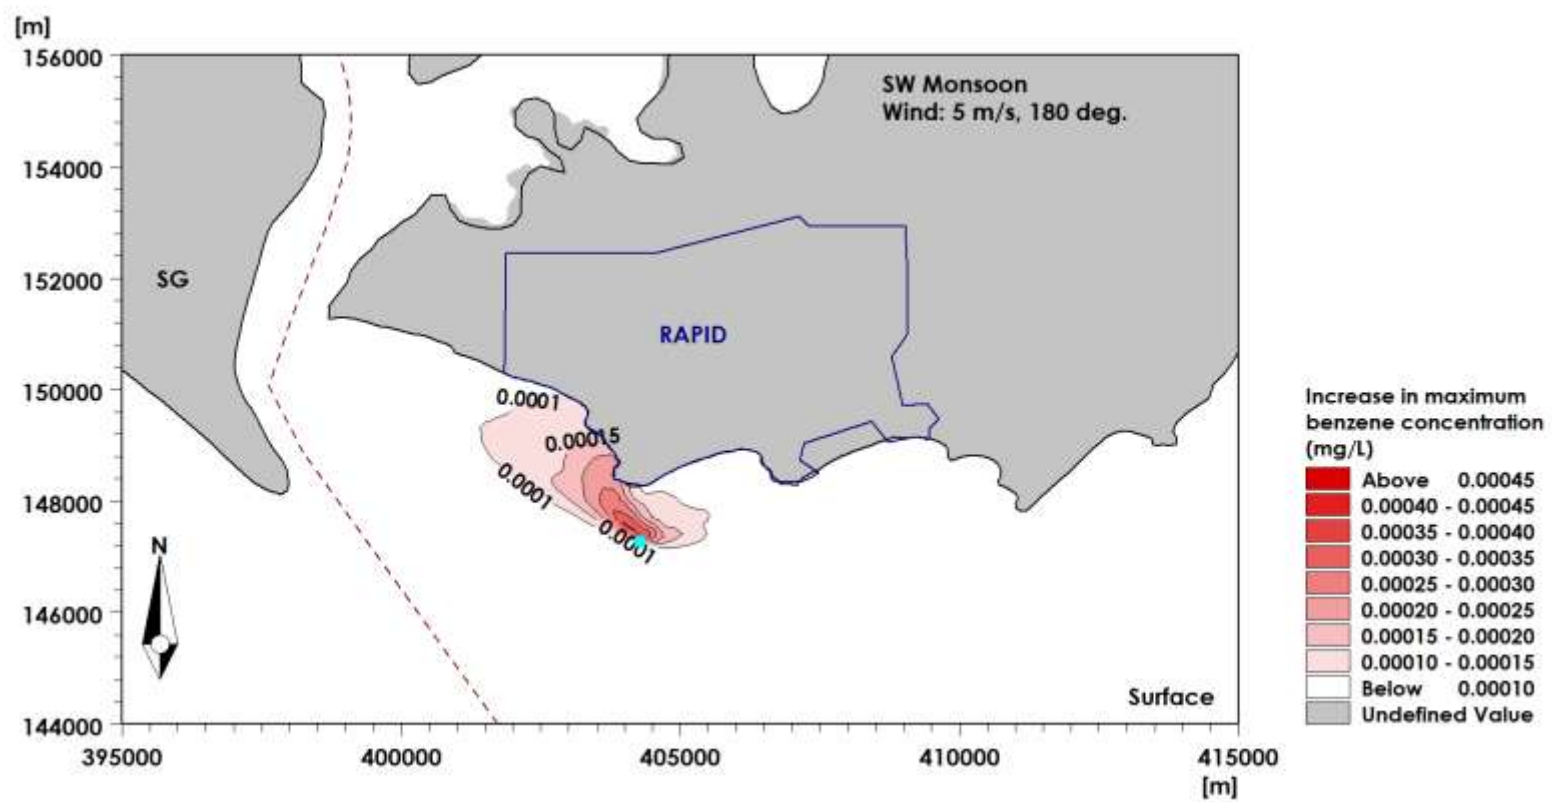 [m]
156000
154000
152000
150000
148000
146000
144000
395000
400000
405000
410000
415000
[m]
SW Monsoon
Wind: 5 m/s, 180 deg.
SG
RAPID
0.0001
0.00015
0.0001
0.0001
N
Surface
Increase in maximum
benzene concentration
(mg/L)
Above 0.00045
0.00040 - 0.00045
0.00035 - 0.00040
0.00030 - 0.00035
0.00025 - 0.00030
0.00020 - 0.00025
0.00015 - 0.00020
0.00010 - 0.00015
Below 0.00010
Undefined Value